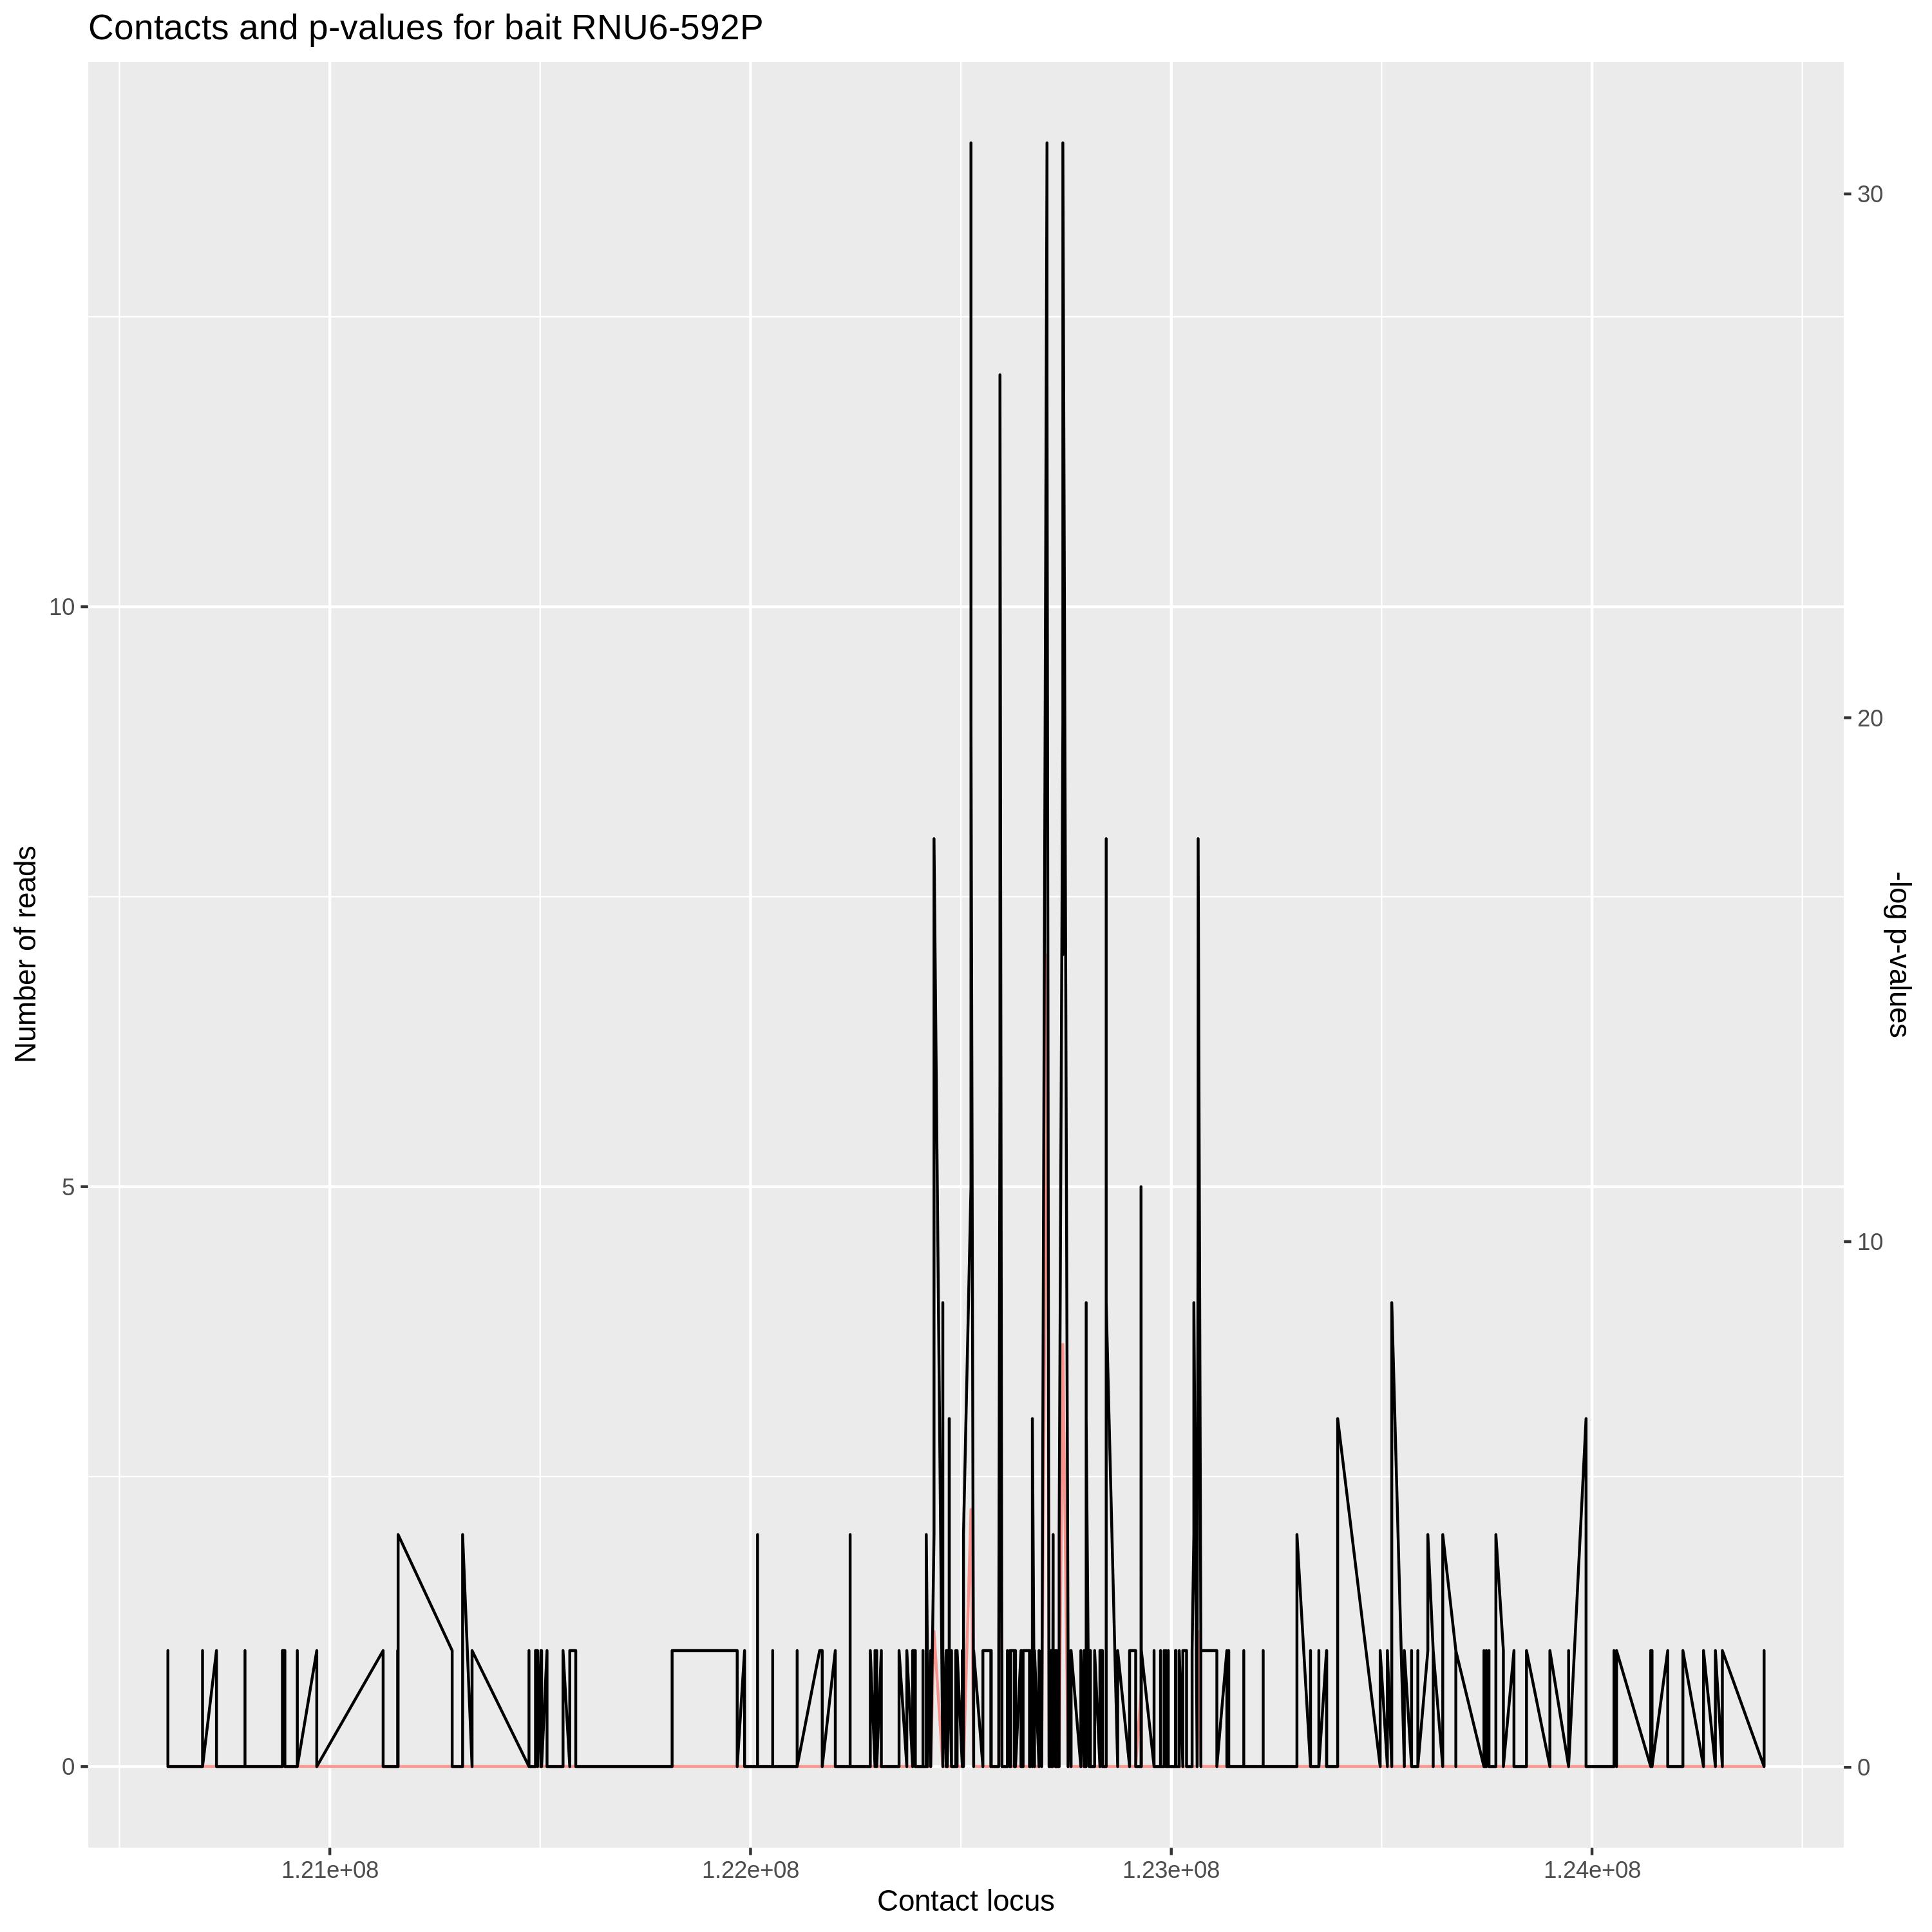 Contacts and p-values for bait RNU6-592P
Number of reads
10
5
0
30
20
10
0
-log p-values
1.21e+08
1.22e+08
1.23e+08
1.24e+08
Contact locus